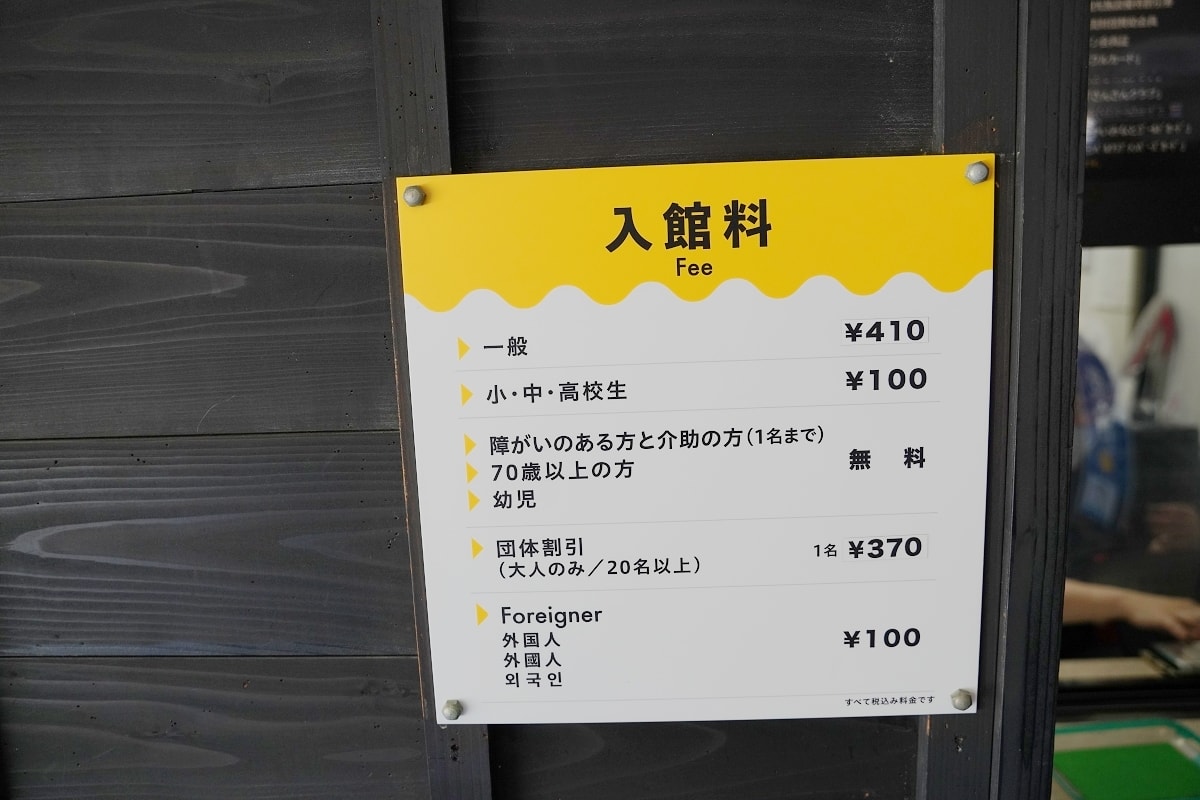 入館料
Fee
一般 ¥410
小・中・高校生 ¥100
障がいのある方と介助の方（1名まで）
70歳以上の方 無 料
幼児
団体割引 1名 ¥370
（大人のみ／20名以上）
Foreigner
外国人 ¥100
外國人
외국인
すべて税込み料金です